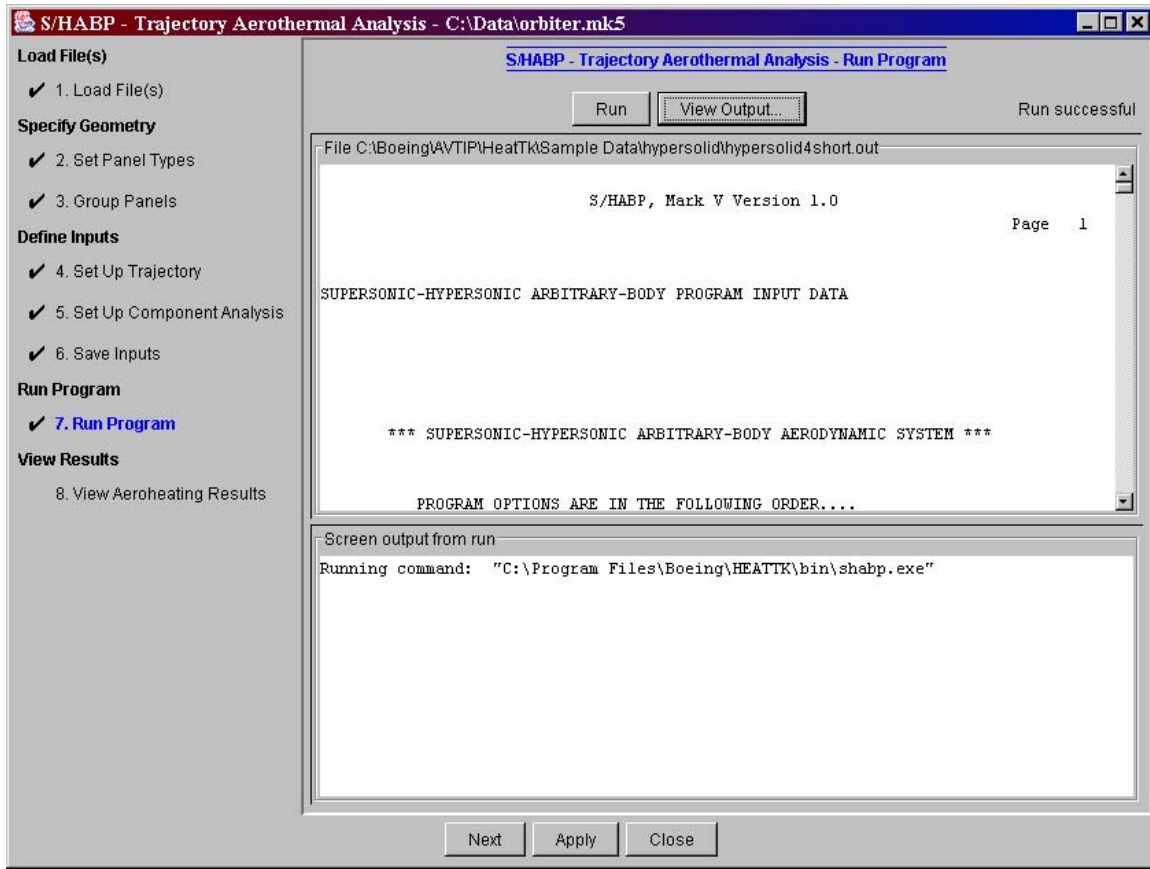 S/HABP - Trajectory Aerothermal Analysis - C:\Data\orbiter.mk5
Load File(s)
✔ 1. Load File(s)
Specify Geometry
✔ 2. Set Panel Types
✔ 3. Group Panels
Define Inputs
✔ 4. Set Up Trajectory
✔ 5. Set Up Component Analysis
✔ 6. Save Inputs
Run Program
✔ 7. Run Program
View Results
8. View Aeroheating Results
S/HABP - Trajectory Aerothermal Analysis - Run Program
Run View Output... Run successful
File C:\Boeing\AVTIP\HeatTk\Sample Data\hypersolid\hypersolid4short.out
S/HABP, Mark V Version 1.0
Page 1
SUPERSONIC-HYPERSONIC ARBITRARY-BODY PROGRAM INPUT DATA
*** SUPERSONIC-HYPERSONIC ARBITRARY-BODY AERODYNAMIC SYSTEM ***
PROGRAM OPTIONS ARE IN THE FOLLOWING ORDER....
Screen output from run
Running command: "C:\Program Files\Boeing\HEATTK\bin\shabp.exe"
Next Apply Close